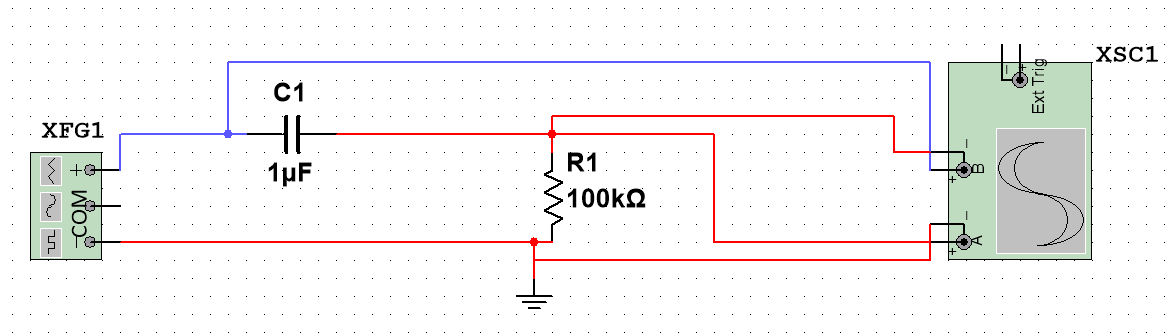 XFG1
+
COM
−
C1
1µF
R1
100kΩ
XSC1
Ext Trig
+
−
B
+
−
A
+
−